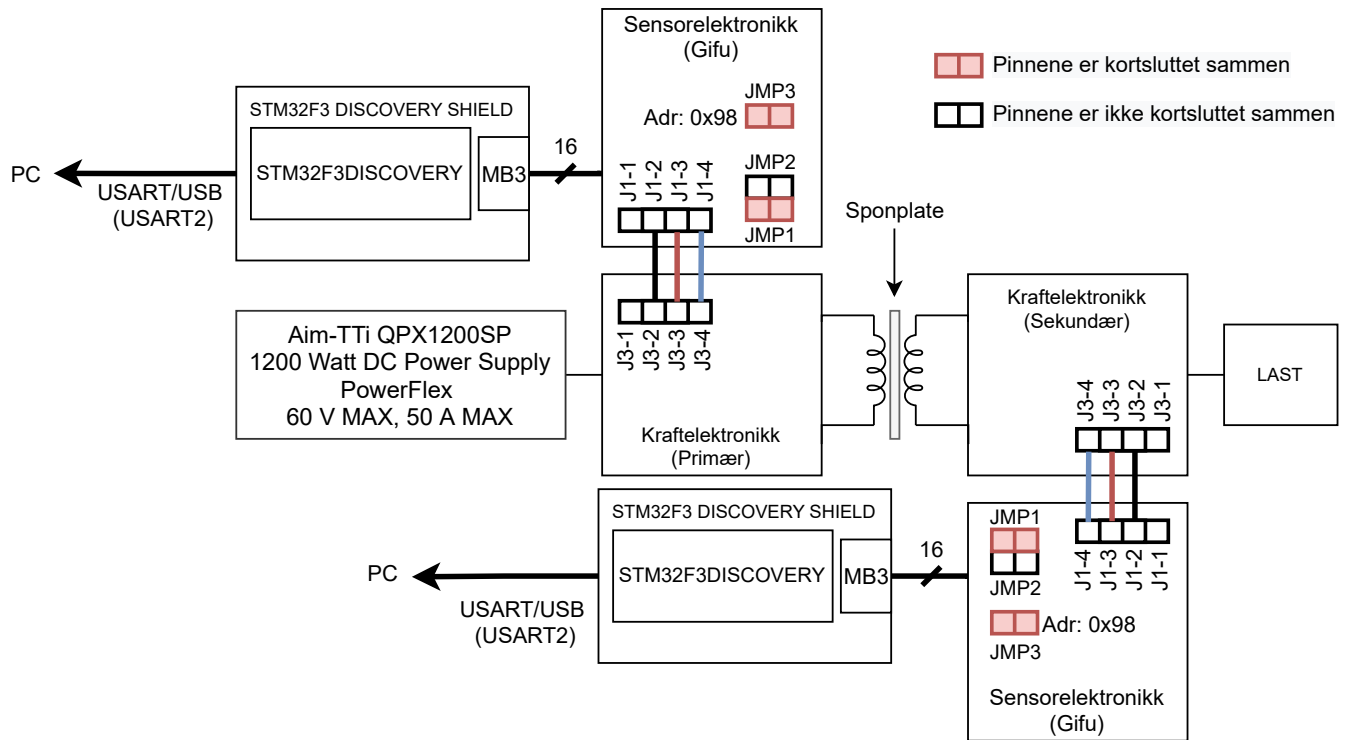 Sensorelektronikk
(Gifu)
JMP3
Adr: 0x98
JMP2
JMP1
J1-1
J1-2
J1-3
J1-4
Pinnene er kortsluttet sammen
Pinnene er ikke kortsluttet sammen
STM32F3 DISCOVERY SHIELD
STM32F3DISCOVERY
MB3
16
PC
USART/USB
(USART2)
Sponplate
Aim-TTi QPX1200SP
1200 Watt DC Power Supply
PowerFlex
60 V MAX, 50 A MAX
J3-1
J3-2
J3-3
J3-4
Kraftelektronikk
(Primær)
Kraftelektronikk
(Sekundær)
J3-4
J3-3
J3-2
J3-1
LAST
STM32F3 DISCOVERY SHIELD
STM32F3DISCOVERY
MB3
16
PC
USART/USB
(USART2)
JMP1
JMP2
Adr: 0x98
JMP3
J1-4
J1-3
J1-2
J1-1
Sensorelektronikk
(Gifu)